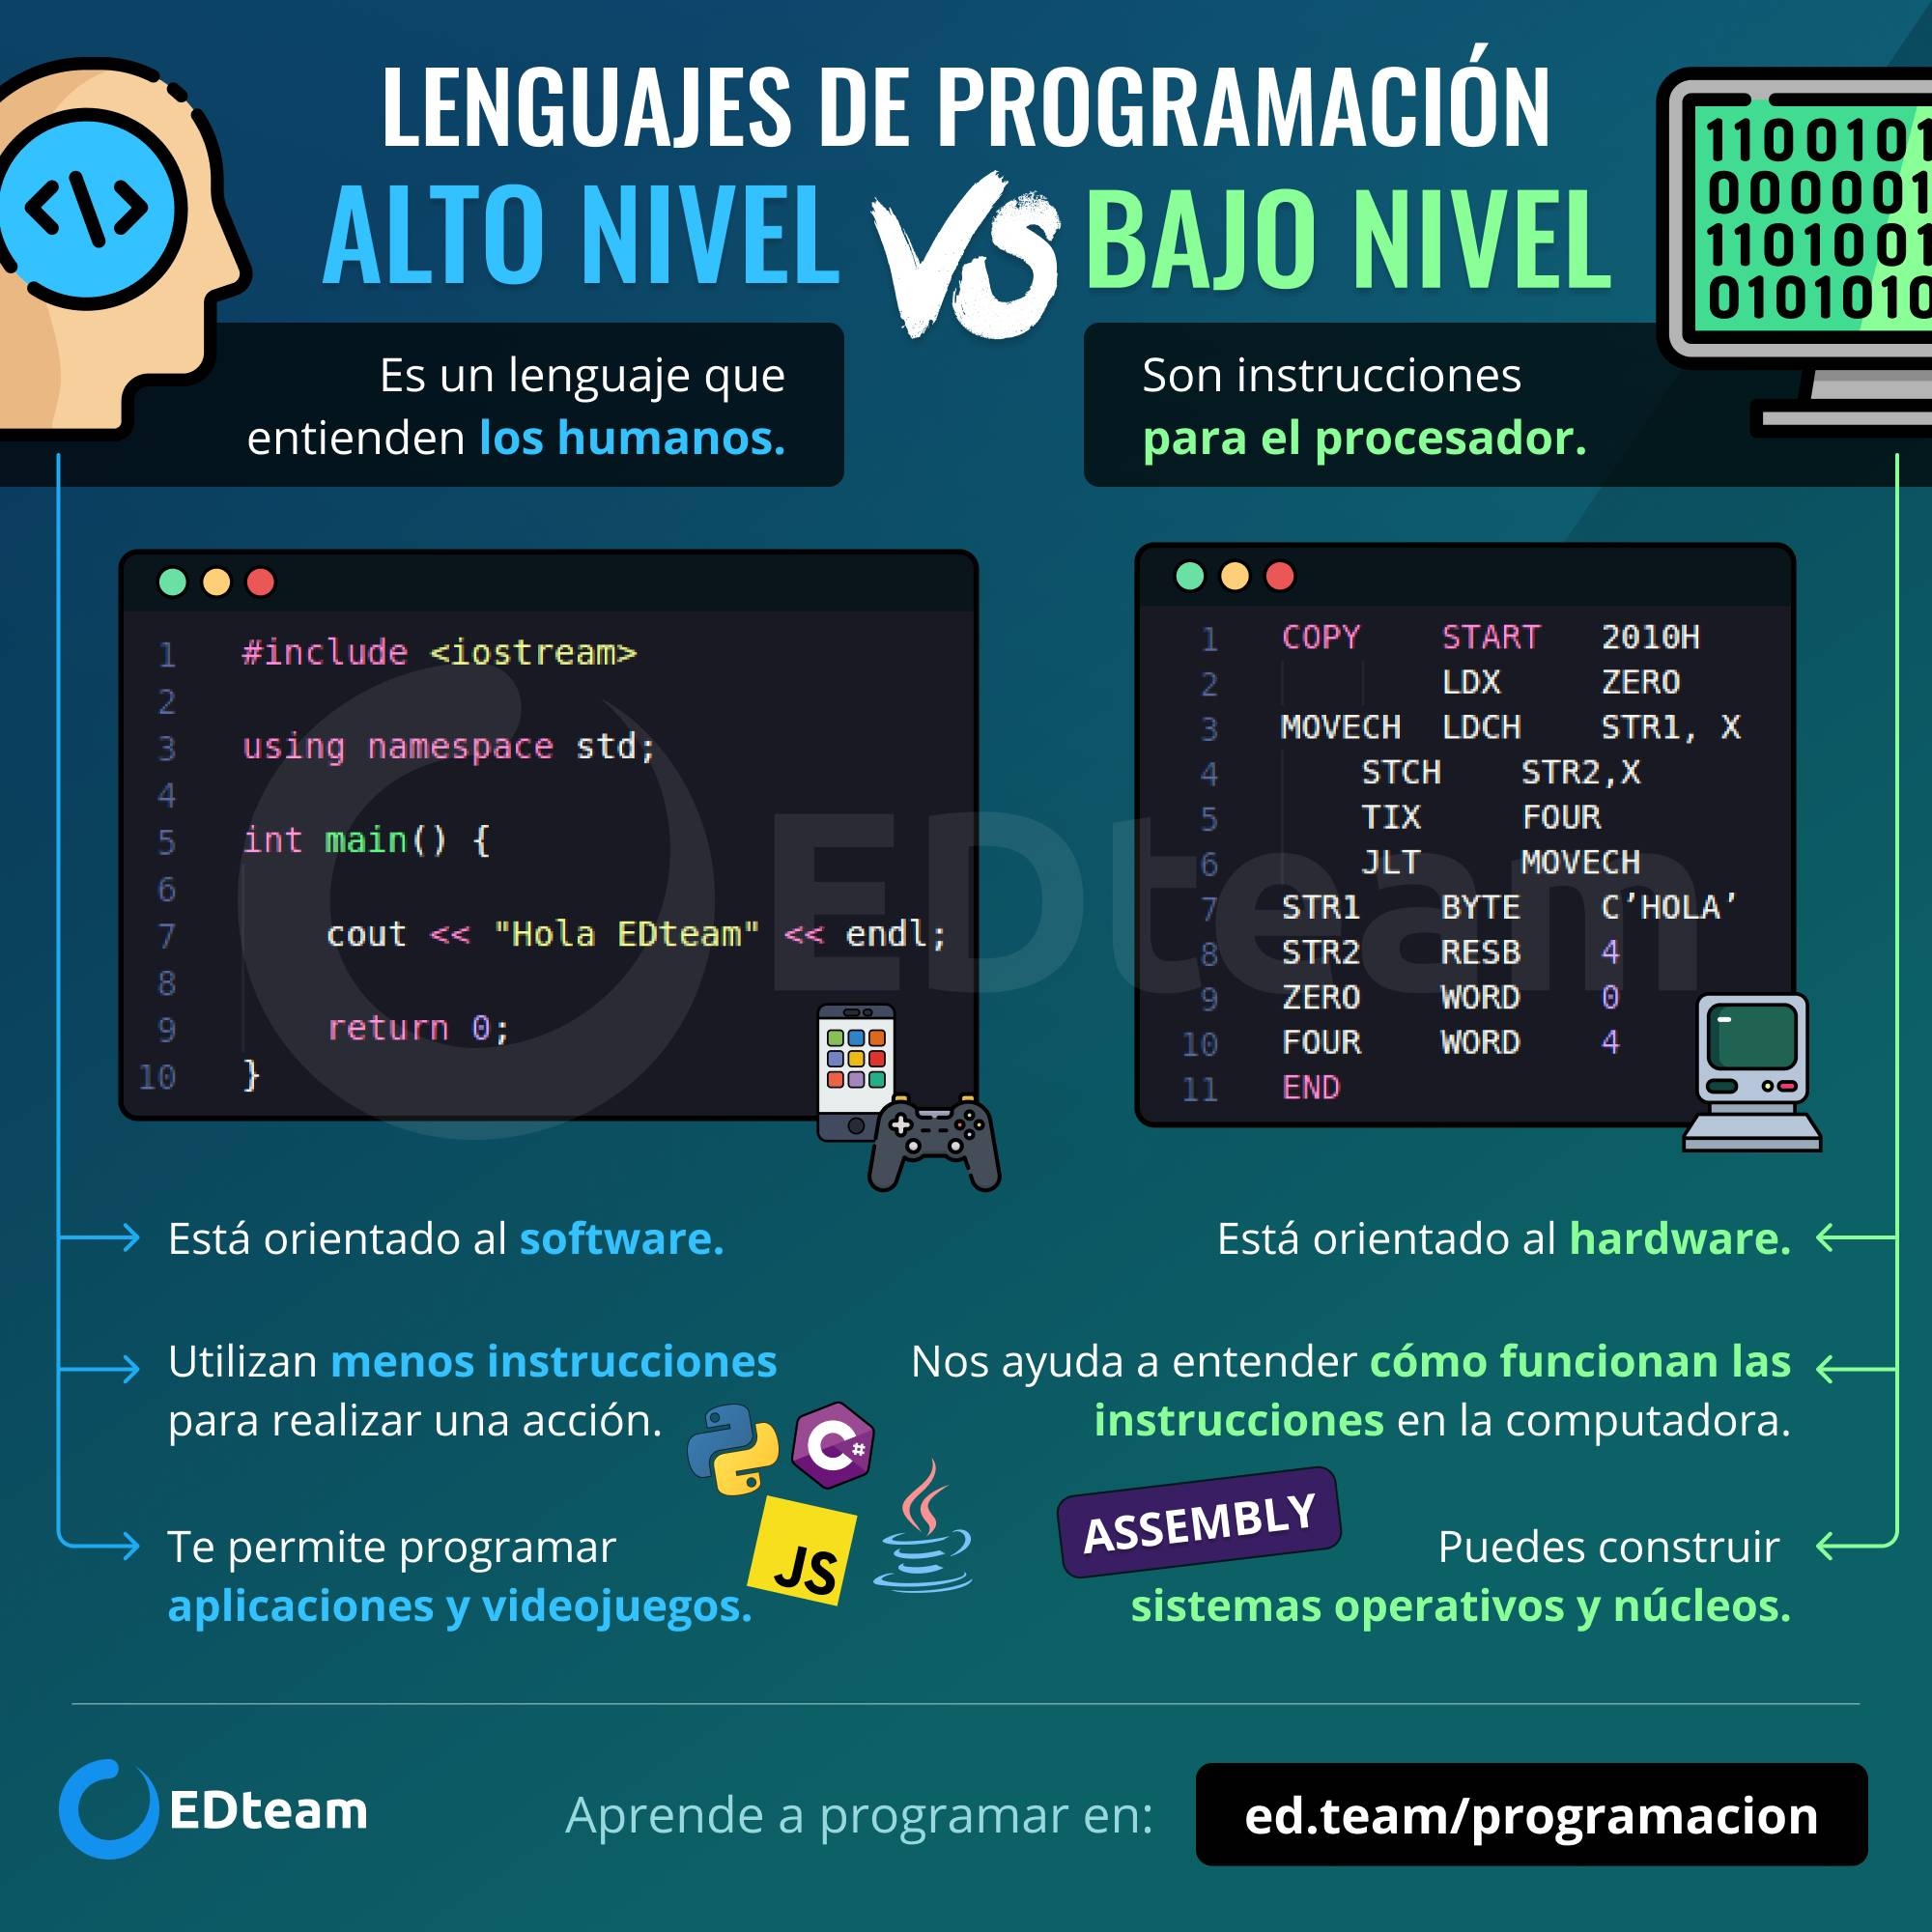 LENGUAJES DE PROGRAMACIÓN
ALTO NIVEL VS BAJO NIVEL
</>
1100101
000001
1101001
0101010
Es un lenguaje que
entienden los humanos.
Son instrucciones
para el procesador.
1 #include <iostream>
2
3 using namespace std;
4
5 int main() {
6
7 cout << "Hola EDteam" << endl;
8
9 return 0;
10 }
1 COPY START 2010H
2 LDX ZERO
3 MOVECH LDCH STR1, X
4 STCH STR2,X
5 TIX FOUR
6 JLT MOVECH
7 STR1 BYTE C’HOLA’
8 STR2 RESB 4
9 ZERO WORD 0
10 FOUR WORD 4
11 END
EDteam
Está orientado al software.
Utilizan menos instrucciones
para realizar una acción.
Te permite programar
aplicaciones y videojuegos.
C#
JS
Está orientado al hardware.
Nos ayuda a entender cómo funcionan las
instrucciones en la computadora.
ASSEMBLY
Puedes construir
sistemas operativos y núcleos.
EDteam
Aprende a programar en:
ed.team/programacion